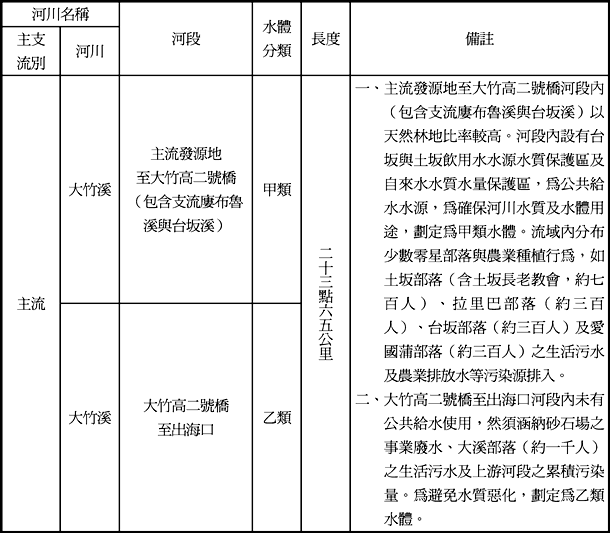 河川名稱
主支
流別
河川
河段
水體
分類
長度
備註
主流
大竹溪
主流發源地
至大竹高二號橋
（包含支流廔布魯
溪與台坂溪）
甲類
大竹溪
大竹高二號橋
至出海口
乙類
二十三點六五公里
一、主流發源地至大竹高二號橋河段內
（包含支流廔布魯溪與台坂溪）以
天然林地比率較高。河段內設有台
坂與土坂飲用水水源水質保護區及
自來水水質水量保護區，爲公共給
水水源，爲確保河川水質及水體用
途，劃定爲甲類水體。流域內分布
少數零星部落與農業種植行爲，如
土坂部落（含土坂長老教會，約七
百人）、拉里巴部落（約三百
人）、台坂部落（約三百人）及愛
國蒲部落（約三百人）之生活污水
及農業排放水等污染源排入。
二、大竹高二號橋至出海口河段內未有
公共給水使用，然須涵納砂石場之
事業廢水、大溪部落（約一千人）
之生活污水及上游河段之累積污染
量。爲避免水質惡化，劃定爲乙類
水體。